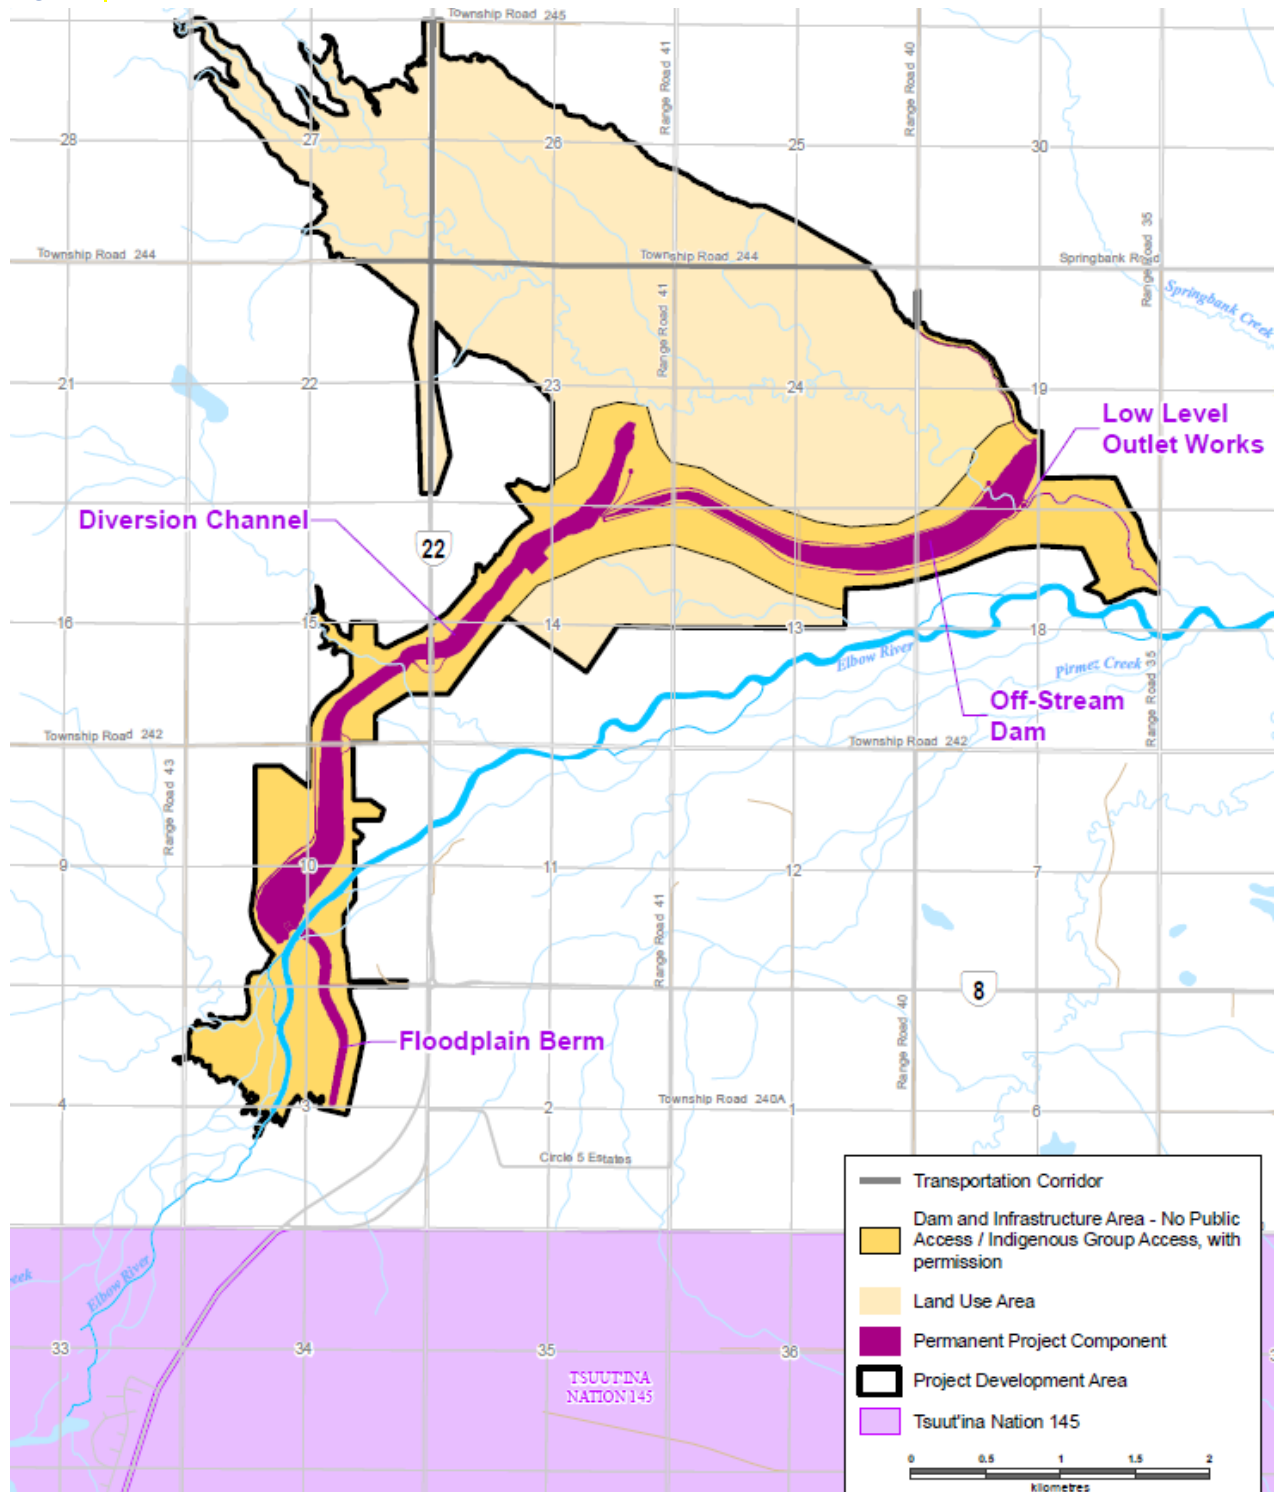 Township Road 245
Range Road 41
Range Road 40
28
27
26
25
30
Range Road 35
Township Road 244
Township Road 244
Springbank R
Springbank Creek
Range Road 41
21
22
23
24
19
Low Level
Outlet Works
Diversion Channel
22
16
15
14
13
18
Elbow River
Pirmez Creek
Range Road 35
Off-Stream
Dam
Township Road 242
Township Road 242
Range Road 43
9
10
11
12
7
Range Road 41
8
Range Road 40
Floodplain Berm
4
3
2
Township Road 240A
1
6
Circle 5 Estates
eek
Elbow River
33
34
35
36
TSUUT'INA
NATION 145
Transportation Corridor
Dam and Infrastructure Area - No Public
Access / Indigenous Group Access, with
permission
Land Use Area
Permanent Project Component
Project Development Area
Tsuut'ina Nation 145
0 0.5 1 1.5 2
kilometres